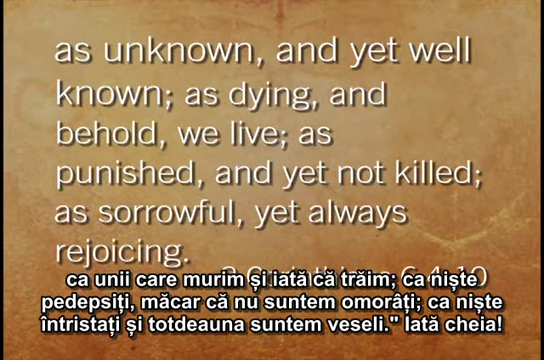 as unknown, and yet well
known; as dying, and
behold, we live; as
punished, and yet not killed;
as sorrowful, yet always
rejoicing.
ca unii care murim și iată că trăim; ca niște
pedepsiți, măcar că nu suntem omorâți; ca niște
întristați și totdeauna suntem veseli." Iată cheia!